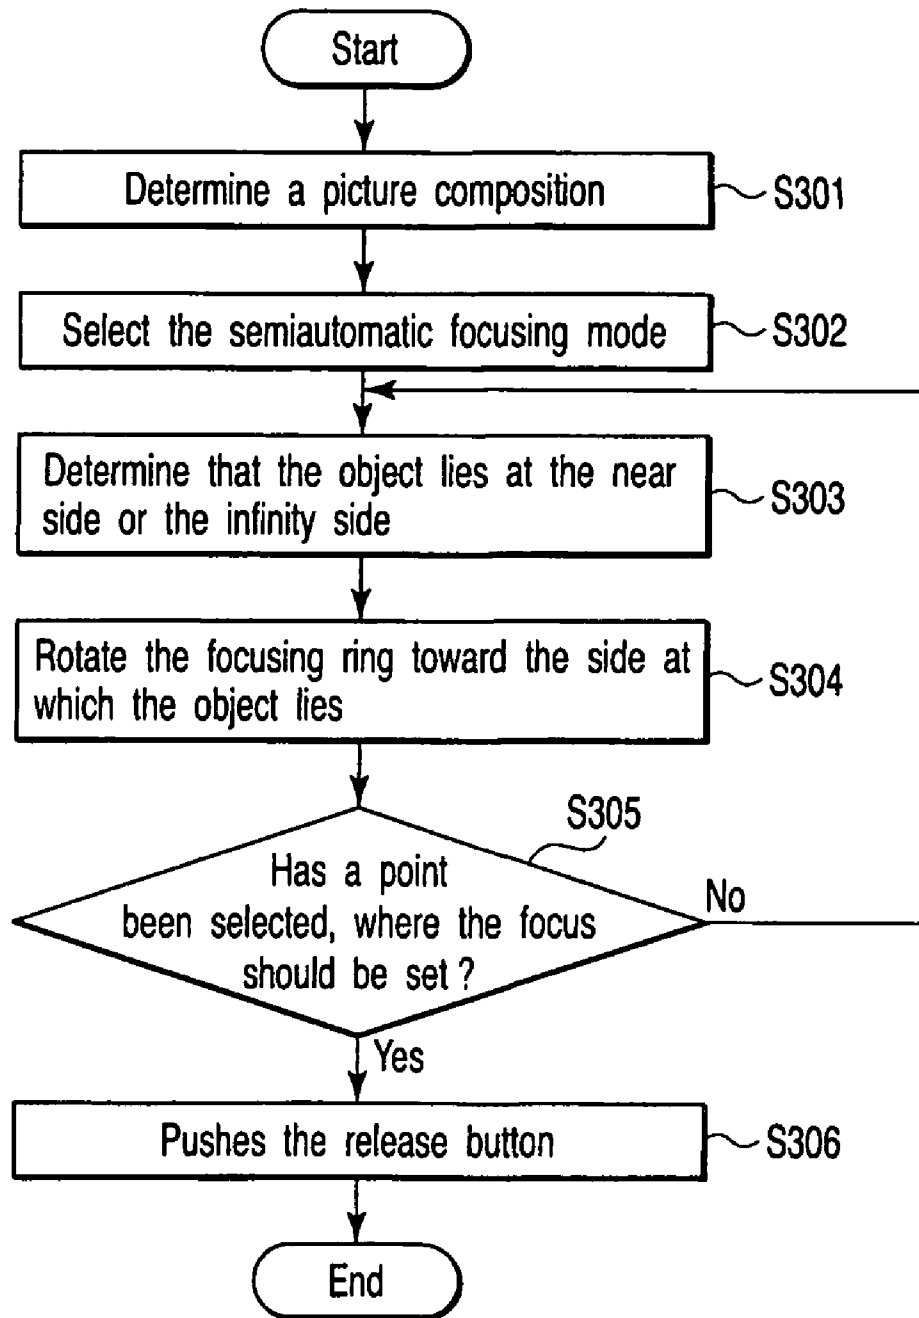 Start
Determine a picture composition
S301
Select the semiautomatic focusing mode
S302
Determine that the object lies at the near
side or the infinity side
S303
Rotate the focusing ring toward the side at
which the object lies
S304
S305
Has a point
been selected, where the focus
should be set ?
No
Yes
Pushes the release button
S306
End